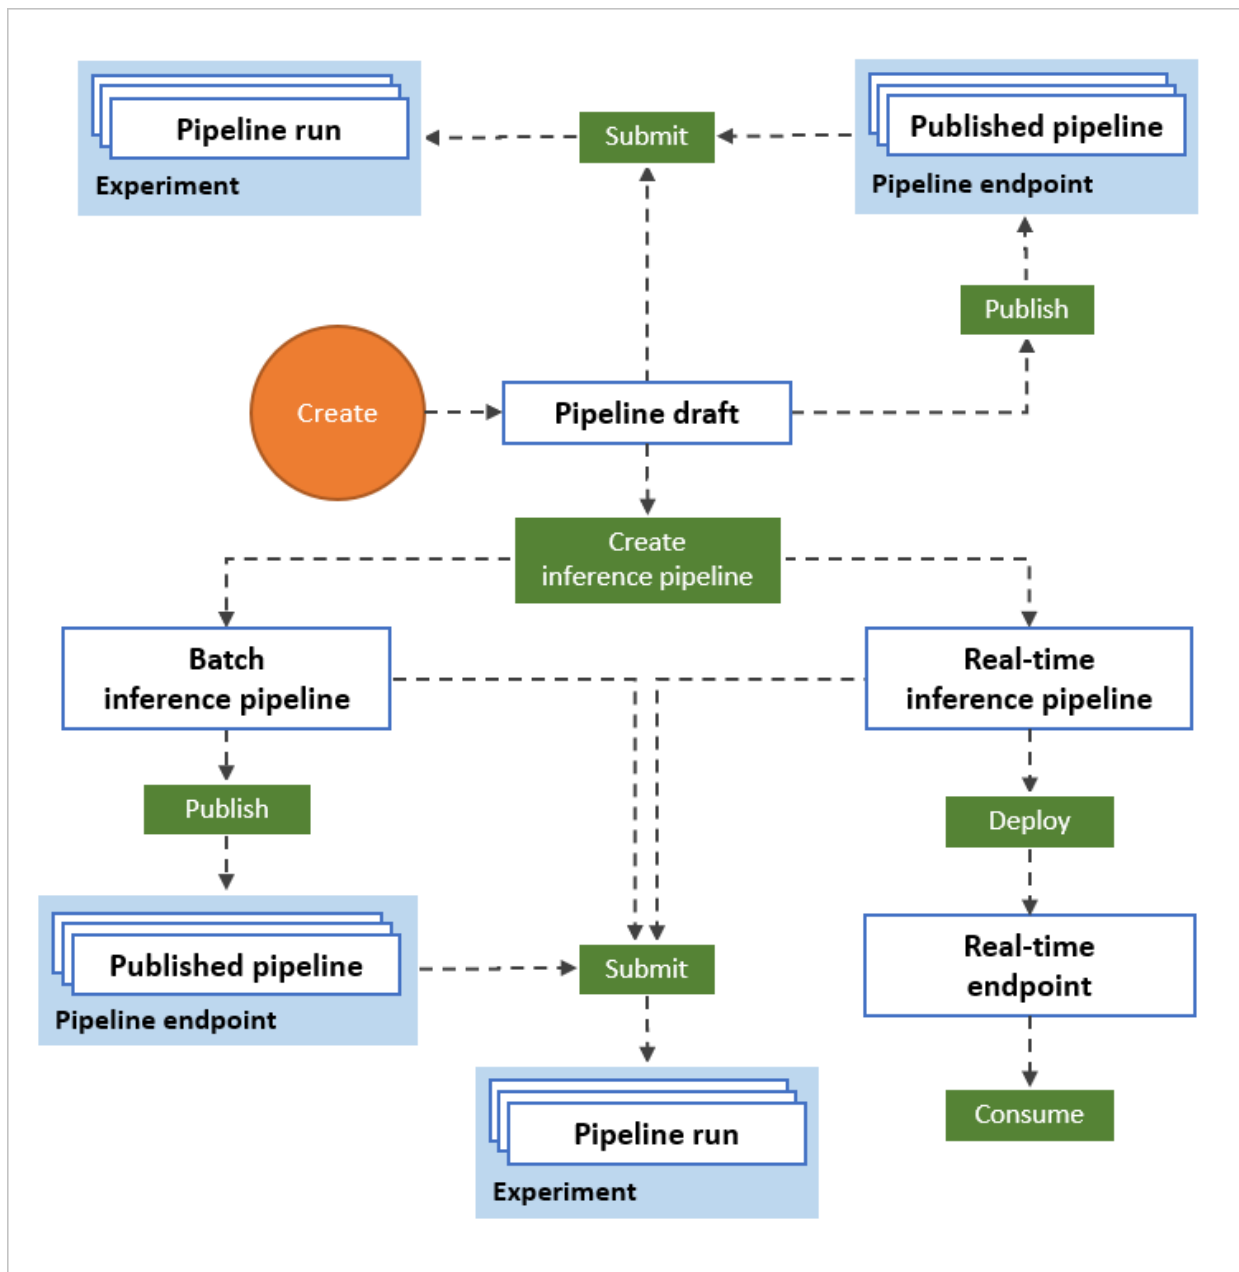 Pipeline run
Experiment
Submit
Published pipeline
Pipeline endpoint
Publish
Create
Pipeline draft
Create
inference pipeline
Batch
inference pipeline
Real-time
inference pipeline
Publish
Deploy
Published pipeline
Pipeline endpoint
Submit
Real-time
endpoint
Pipeline run
Experiment
Consume